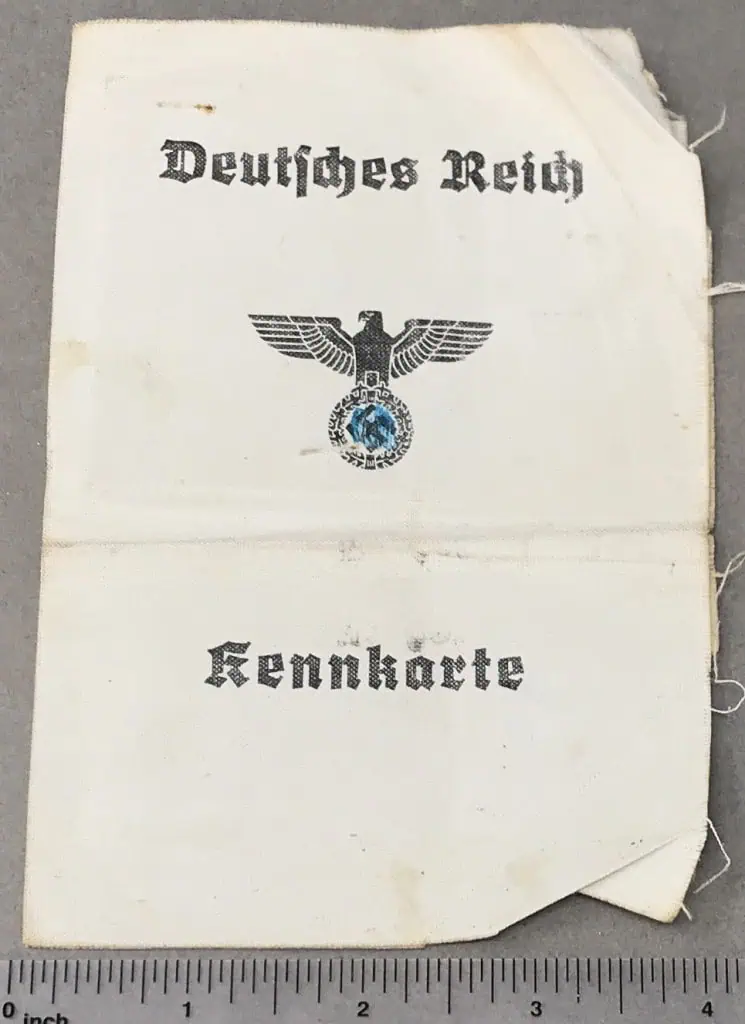 Deutſches Reich
Kennkarte
0 inch 1 2 3 4